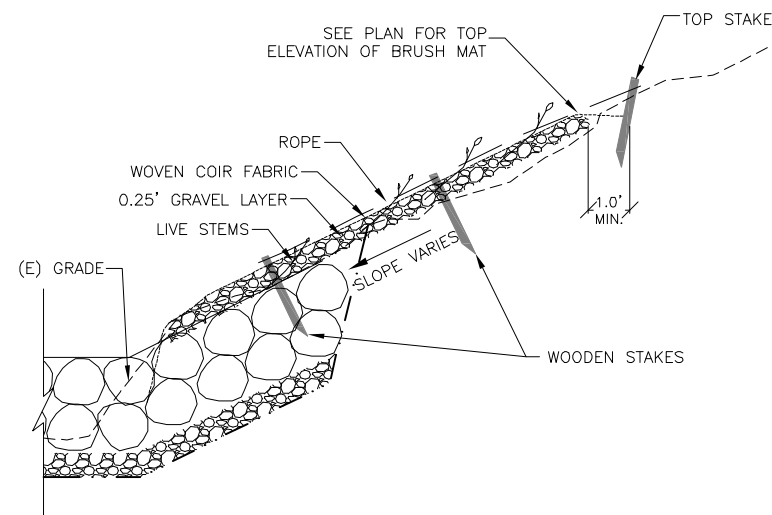 TOP STAKE
SEE PLAN FOR TOP
ELEVATION OF BRUSH MAT
ROPE
WOVEN COIR FABRIC
0.25' GRAVEL LAYER
LIVE STEMS
1.0'
MIN.
(E) GRADE
SLOPE VARIES
WOODEN STAKES